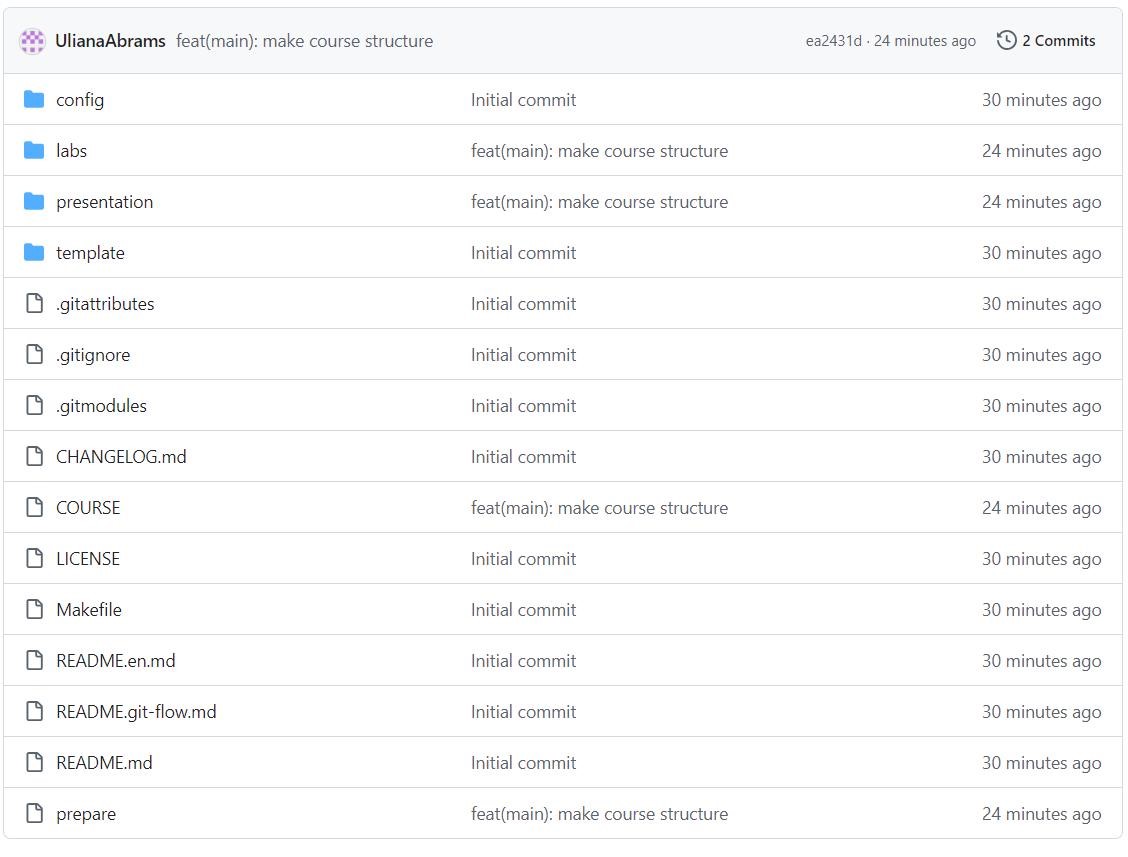 UlianaAbrams feat(main): make course structure ea2431d · 24 minutes ago 2 Commits
config Initial commit 30 minutes ago
labs feat(main): make course structure 24 minutes ago
presentation feat(main): make course structure 24 minutes ago
template Initial commit 30 minutes ago
.gitattributes Initial commit 30 minutes ago
.gitignore Initial commit 30 minutes ago
.gitmodules Initial commit 30 minutes ago
CHANGELOG.md Initial commit 30 minutes ago
COURSE feat(main): make course structure 24 minutes ago
LICENSE Initial commit 30 minutes ago
Makefile Initial commit 30 minutes ago
README.en.md Initial commit 30 minutes ago
README.git-flow.md Initial commit 30 minutes ago
README.md Initial commit 30 minutes ago
prepare feat(main): make course structure 24 minutes ago